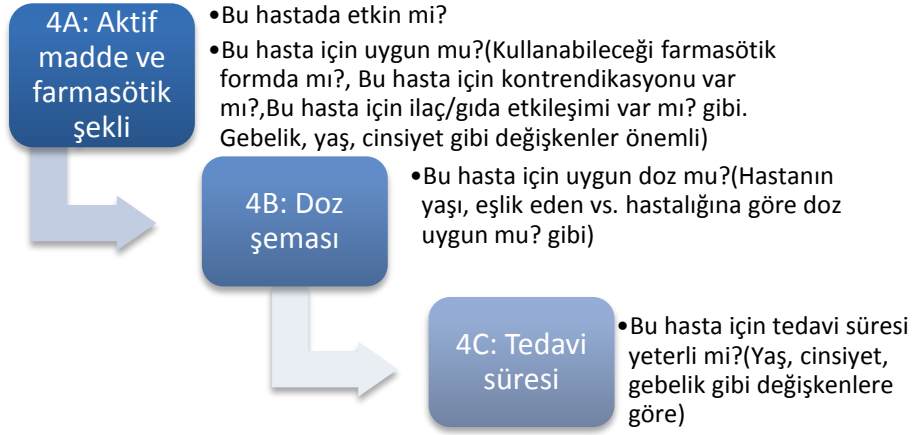 4A: Aktif
madde ve
farmasötik
şekli
•Bu hastada etkin mi?
•Bu hasta için uygun mu?(Kullanabileceği farmasötik
formda mı?, Bu hasta için kontrendikasyonu var
mı?,Bu hasta için ilaç/gıda etkileşimi var mı? gibi.
Gebelik, yaş, cinsiyet gibi değişkenler önemli)
4B: Doz
şeması
•Bu hasta için uygun doz mu?(Hastanın
yaşı, eşlik eden vs. hastalığına göre doz
uygun mu? gibi)
4C: Tedavi
süresi
•Bu hasta için tedavi süresi
yeterli mi?(Yaş, cinsiyet,
gebelik gibi değişkenlere
göre)